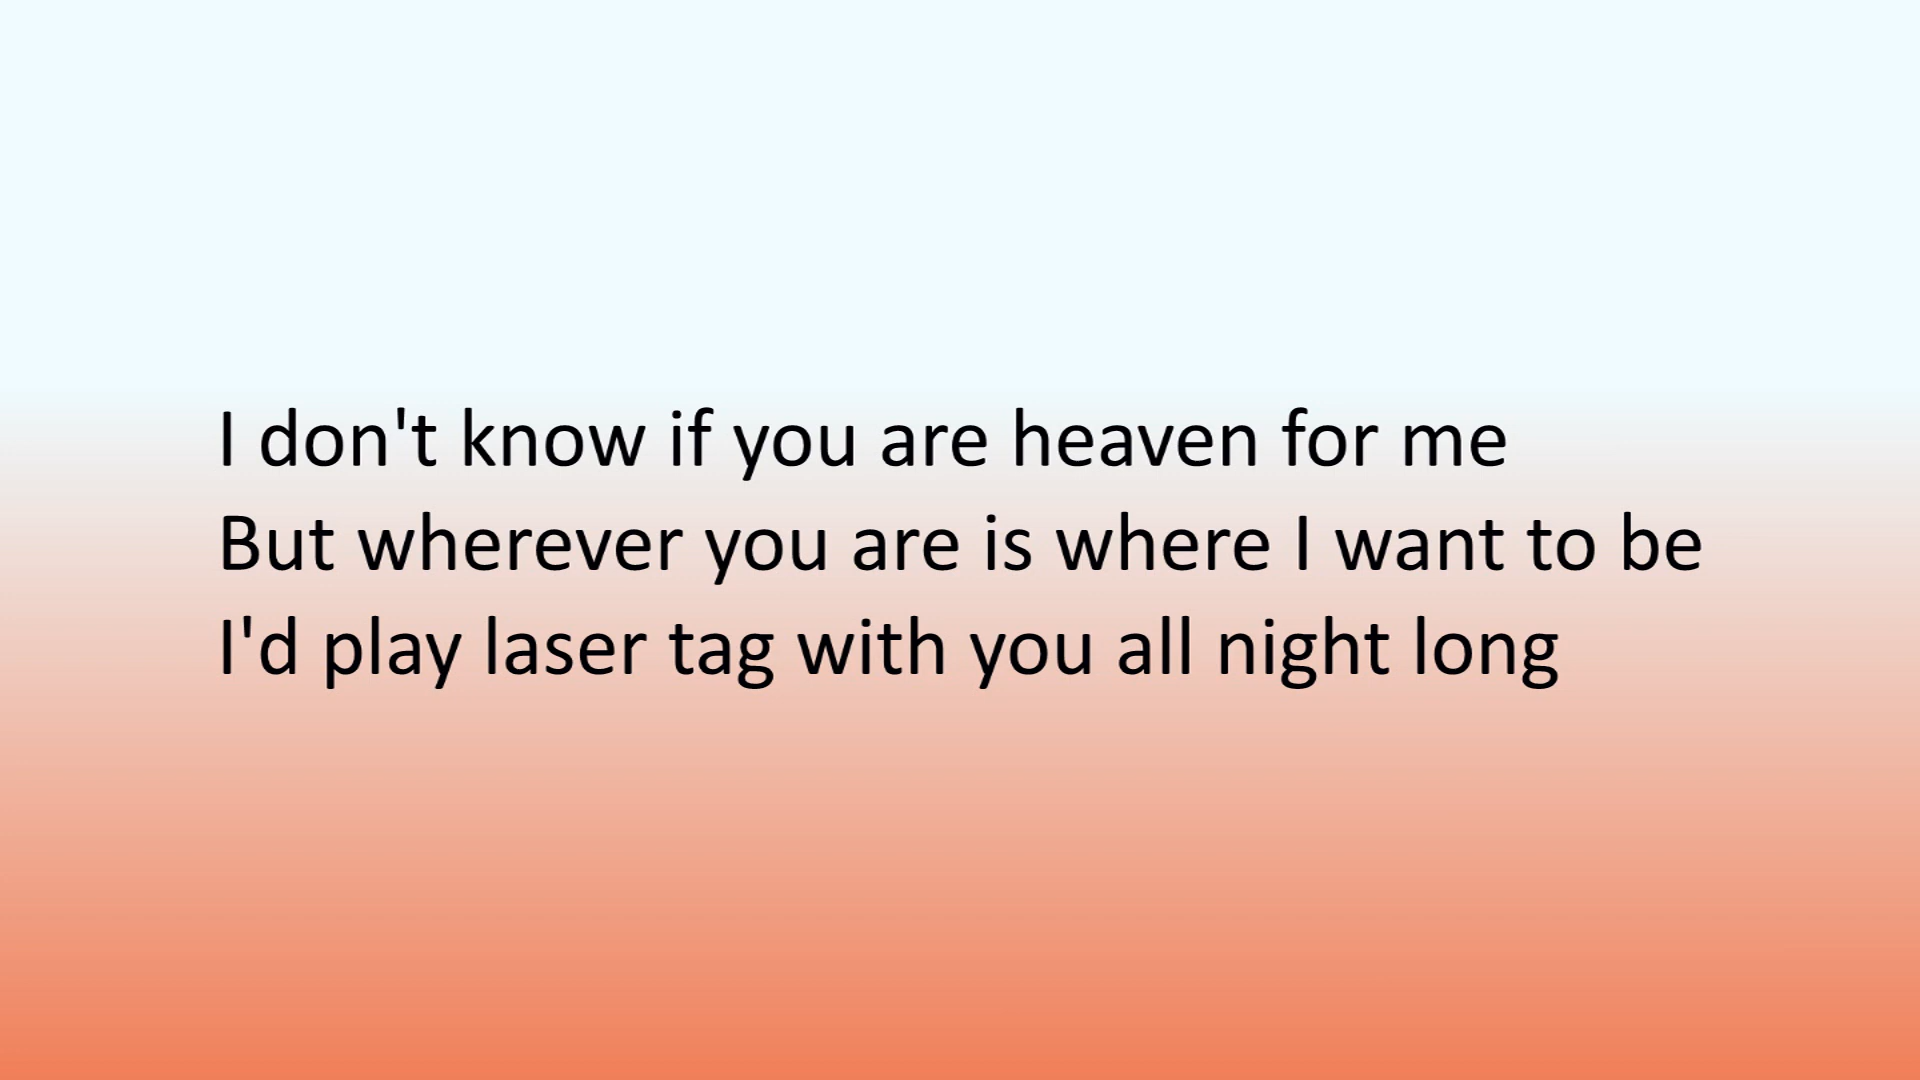 I don't know if you are heaven for me
But wherever you are is where I want to be
I'd play laser tag with you all night long